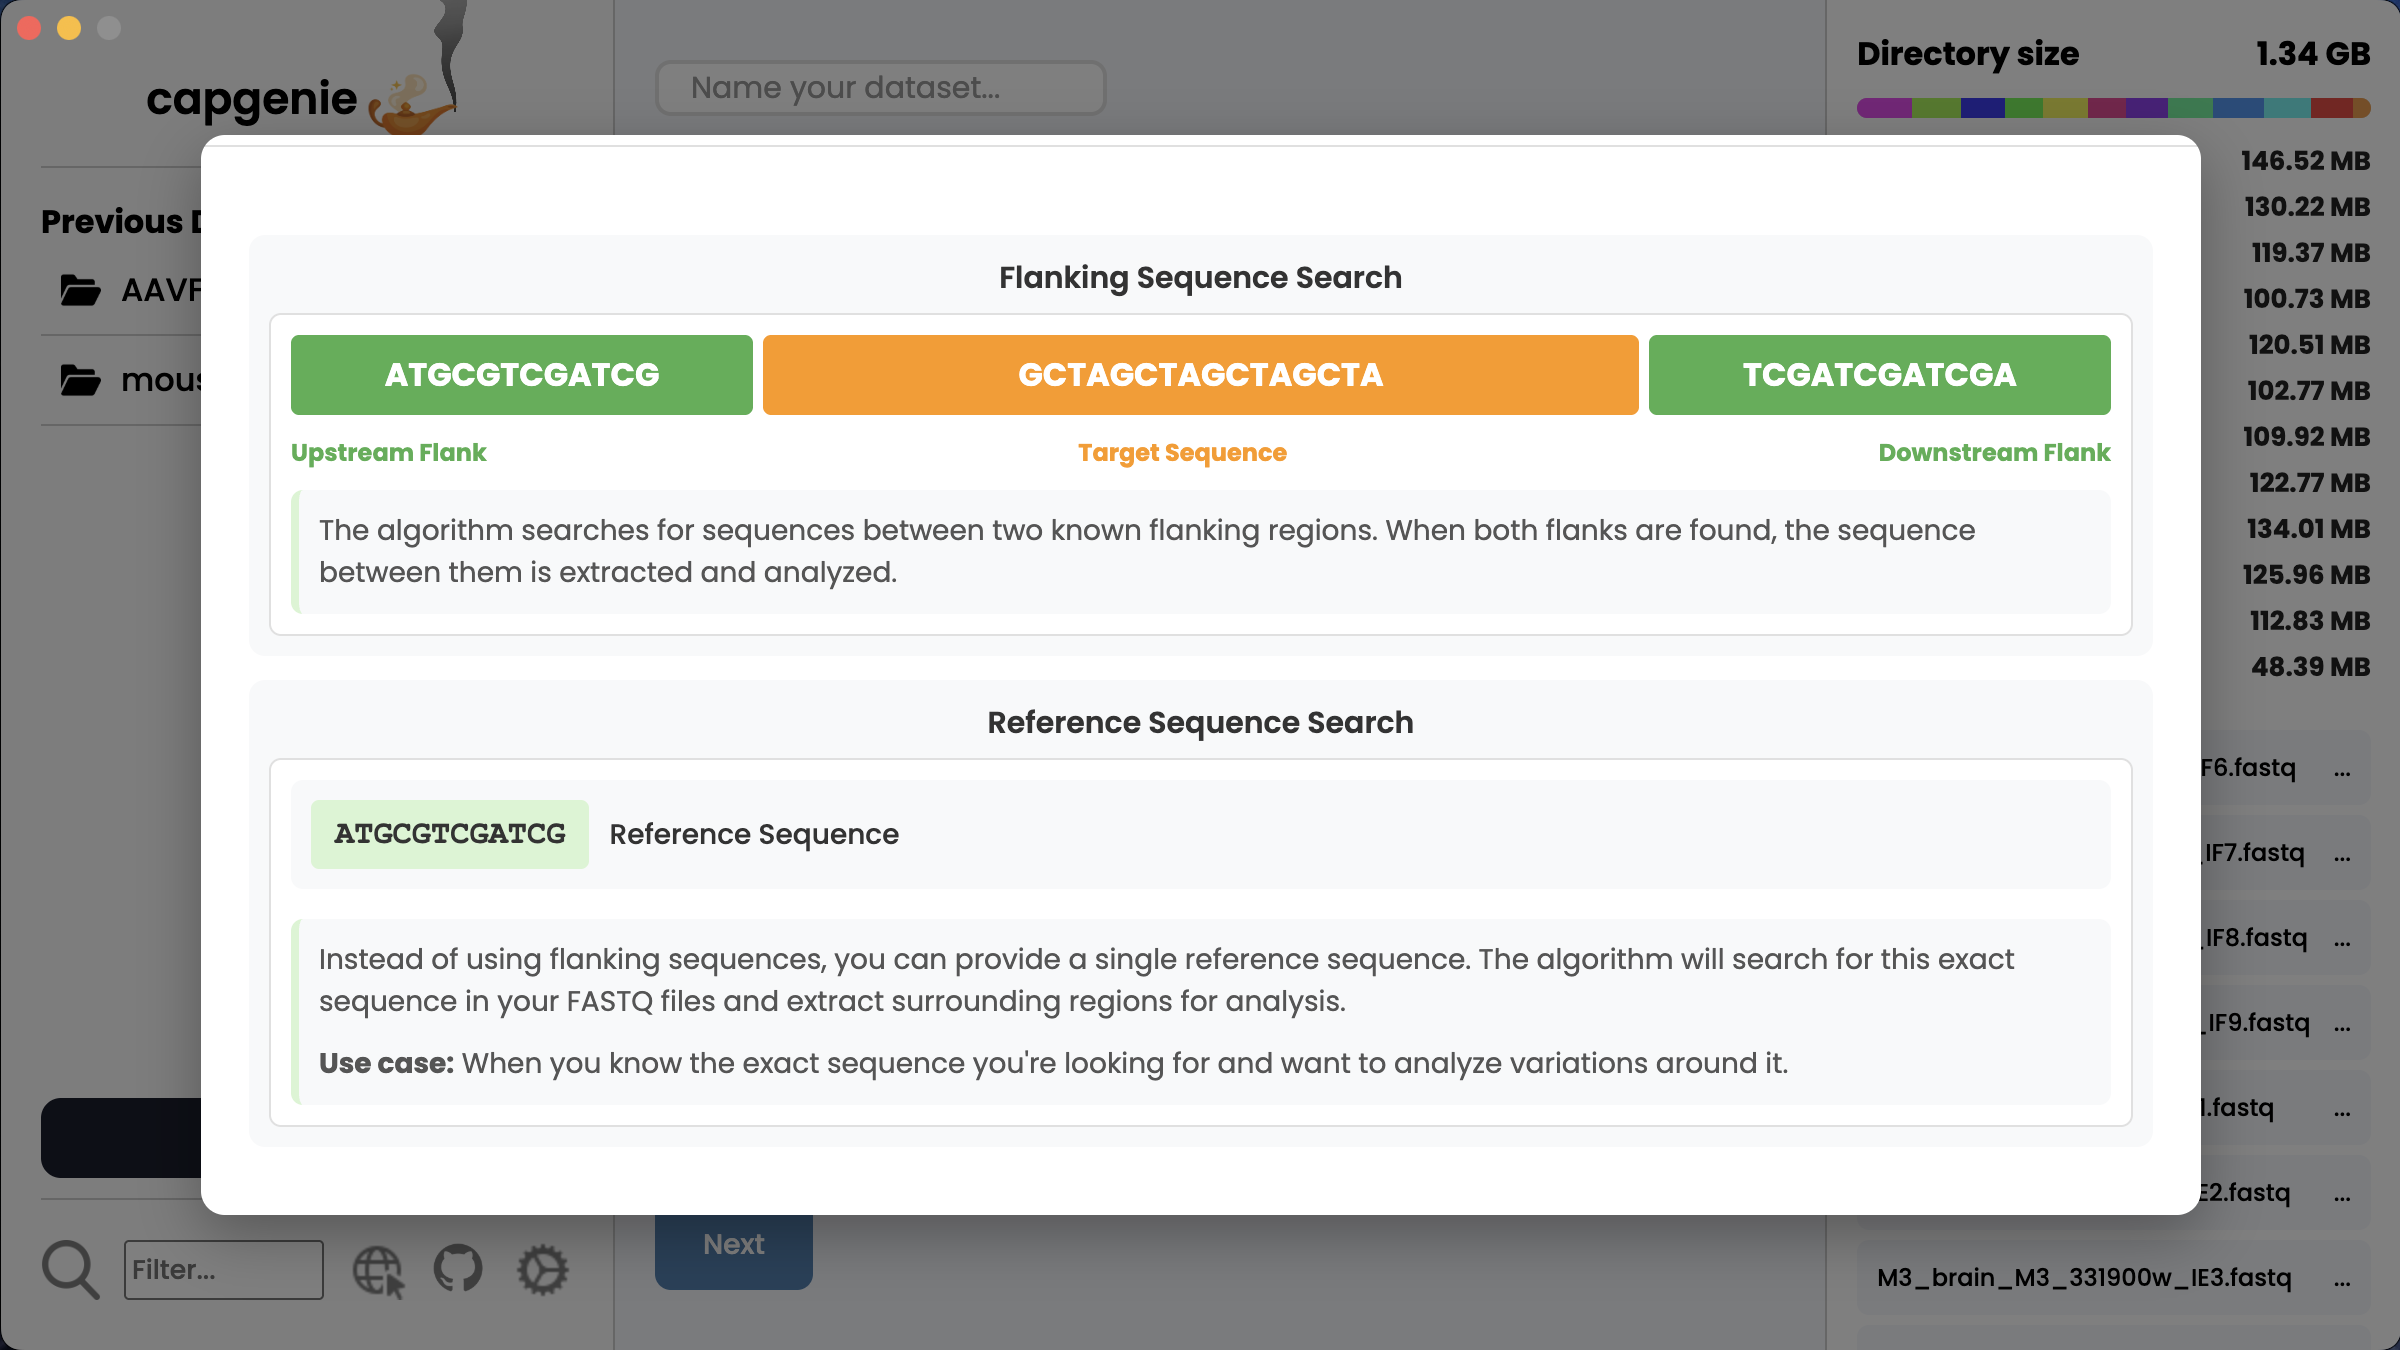 capgenie
Previous
AAVF
mous
Filter...
Name your dataset...
Flanking Sequence Search
ATGCGTCGATCG GCTAGCTAGCTAGCTA TCGATCGATCGA
Upstream Flank Target Sequence Downstream Flank
The algorithm searches for sequences between two known flanking regions. When both flanks are found, the sequence
between them is extracted and analyzed.
Reference Sequence Search
ATGCGTCGATCG Reference Sequence
Instead of using flanking sequences, you can provide a single reference sequence. The algorithm will search for this exact
sequence in your FASTQ files and extract surrounding regions for analysis.
Use case: When you know the exact sequence you're looking for and want to analyze variations around it.
Next
Directory size 1.34 GB
146.52 MB
130.22 MB
119.37 MB
100.73 MB
120.51 MB
102.77 MB
109.92 MB
122.77 MB
134.01 MB
125.96 MB
112.83 MB
48.39 MB
F6.fastq ...
_IF7.fastq ...
_IF8.fastq ...
_IF9.fastq ...
1.fastq ...
E2.fastq ...
M3_brain_M3_331900w_IE3.fastq ...